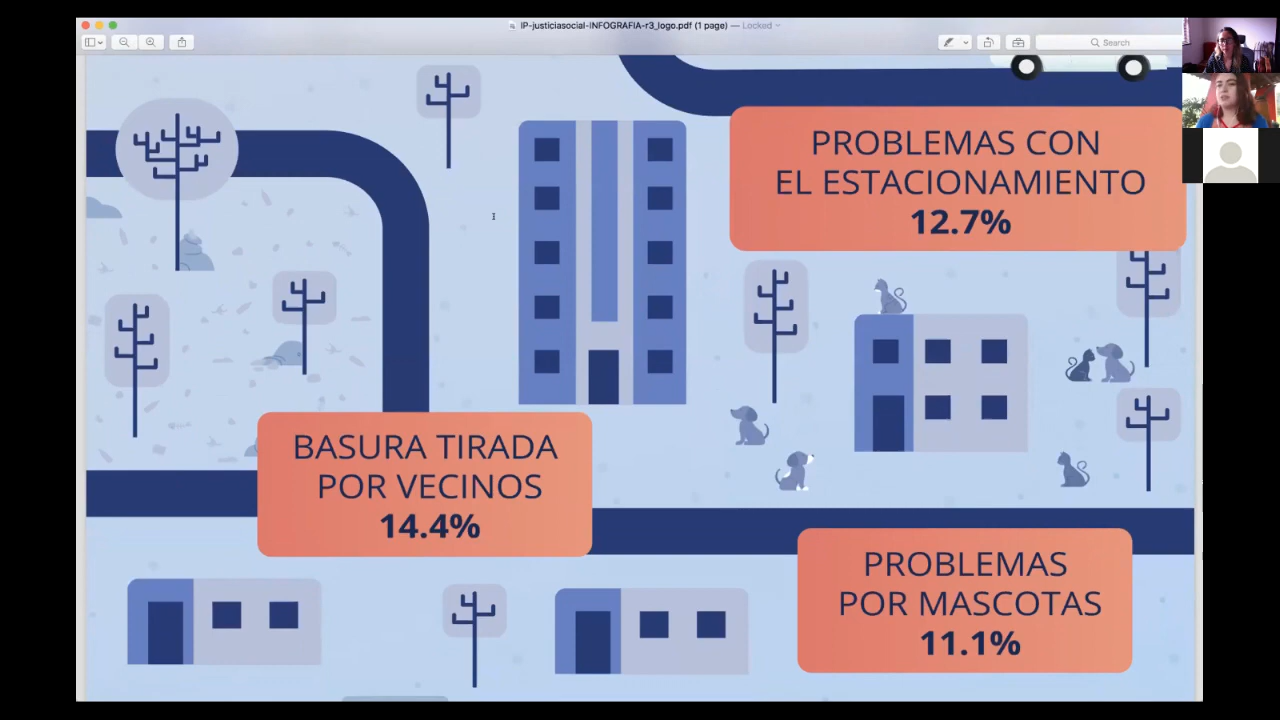 IP-justiciasocial-INFOGRAFIA-r3_logo.pdf (1 page) — Locked
Search
PROBLEMAS CON
EL ESTACIONAMIENTO
12.7%
BASURA TIRADA
POR VECINOS
14.4%
PROBLEMAS
POR MASCOTAS
11.1%